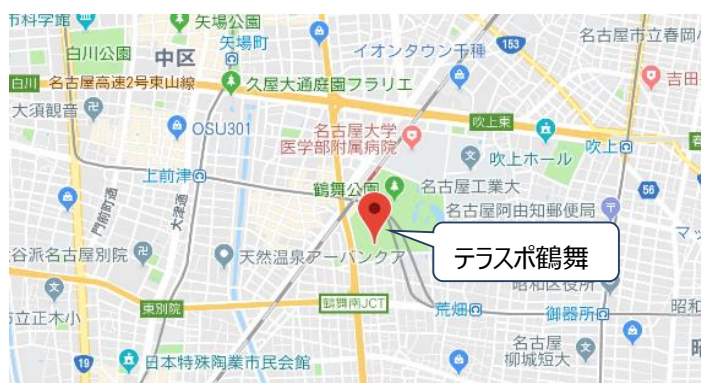 市科学館
矢場公園
矢場町
白川公園
中区
イオンタウン千種
153
名古屋市立春岡小
白川
名古屋高速2号東山線
久屋大通庭園フラリエ
吉田
大須観音
OSU301
名古屋大学
医学部附属病院
吹上東
吹上ホール
吹上
上前津
鶴舞公園
名古屋工業大
56
門前町通
大津通
名古屋阿由知郵便局
谷派名古屋別院
天然温泉アーバンクア
テラスポ鶴舞
昭和区役所
立正木小
東別院
鶴舞南JCT
荒畑
御器所
昭和
19
日本特殊陶業市民会館
名古屋
柳城短大